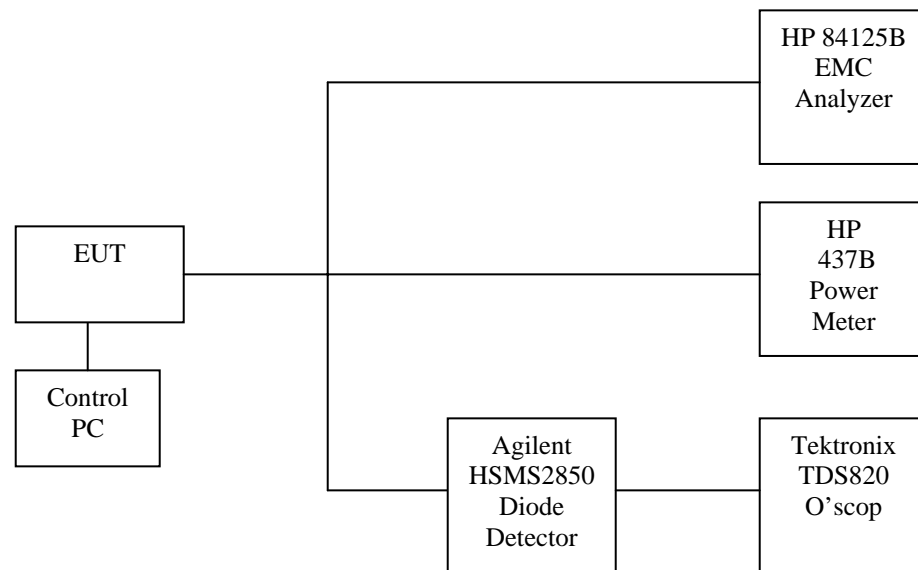 HP 84125B
EMC
Analyzer
EUT
HP
437B
Power
Meter
Control
PC
Agilent
HSMS2850
Diode
Detector
Tektronix
TDS820
O’scop